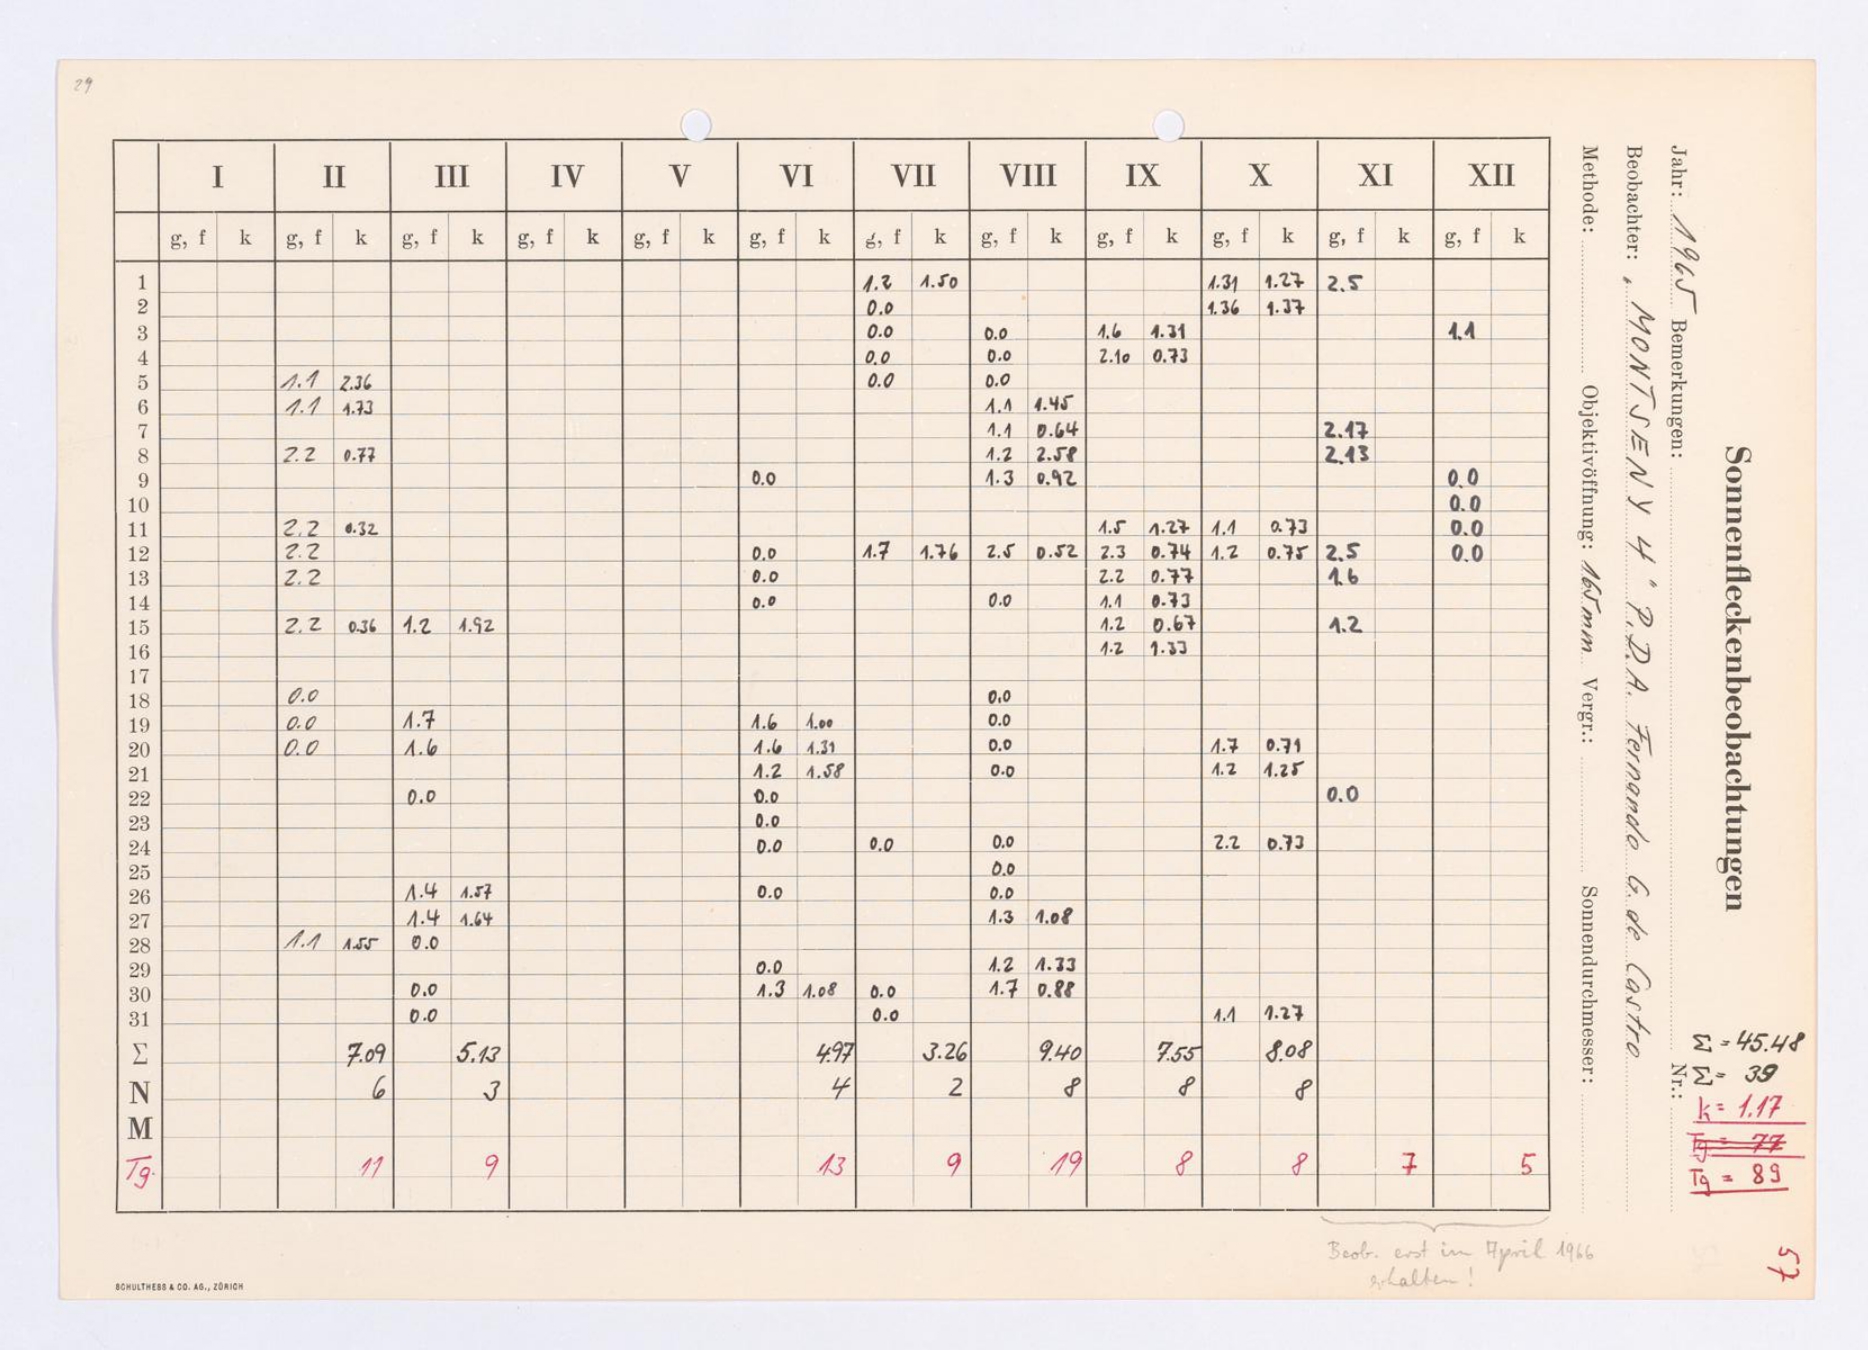 29
I II III IV V VI VII VIII IX X XI XII
g, f k g, f k g, f k g, f k g, f k g, f k g, f k g, f k g, f k g, f k g, f k g, f k
1 1.2 1.50 1.31 1.27 2.5
2 0.0 1.36 1.37
3 0.0 0.0 1.6 1.31 1.1
4 0.0 0.0 2.10 0.73
5 1.1 2.36 0.0 0.0
6 1.1 1.73 1.1 1.45
7 1.1 0.64 2.17
8 2.2 0.77 1.2 2.58 2.13
9 0.0 1.3 0.92 0.0
10 0.0
11 2.2 0.32 1.5 1.27 1.1 0.73 0.0
12 2.2 0.0 1.7 1.76 2.5 0.52 2.3 0.74 1.2 0.75 2.5 0.0
13 2.2 0.0 2.2 0.77 1.6
14 0.0 0.0 1.1 0.73
15 2.2 0.36 1.2 1.92 1.2 0.67 1.2
16 1.2 1.33
17
18 0.0 0.0
19 0.0 1.7 1.6 1.00 0.0
20 0.0 1.6 1.6 1.31 0.0 1.7 0.71
21 1.2 1.58 0.0 1.2 1.25
22 0.0 0.0 0.0
23 0.0
24 0.0 0.0 0.0 2.2 0.73
25 0.0
26 1.4 1.57 0.0 0.0
27 1.4 1.64 1.3 1.08
28 1.1 1.55 0.0
29 0.0 1.2 1.33
30 0.0 1.3 1.08 0.0 1.7 0.88
31 0.0 0.0 1.1 1.27
Σ 7.09 5.13 4.97 3.26 9.40 7.55 8.08
N 6 3 4 2 8 8 8
M
Tg. 11 9 13 9 19 8 8 7 5
Beob. erst in April 1966
erhalten!
SCHULTHESS & CO. AG., ZÜRICH
Sonnenfleckenbeobachtungen
Jahr: 1965 Bemerkungen: Nr.:
Beobachter: „ MONTSENY 4 " P.D.A. Fernando G. de Castro
Methode: Objektivöffnung: 165mm Vergr.: Sonnendurchmesser:
Σ = 45.48
Σ = 39
k = 1.17
Tg = 77
Tg = 89
57